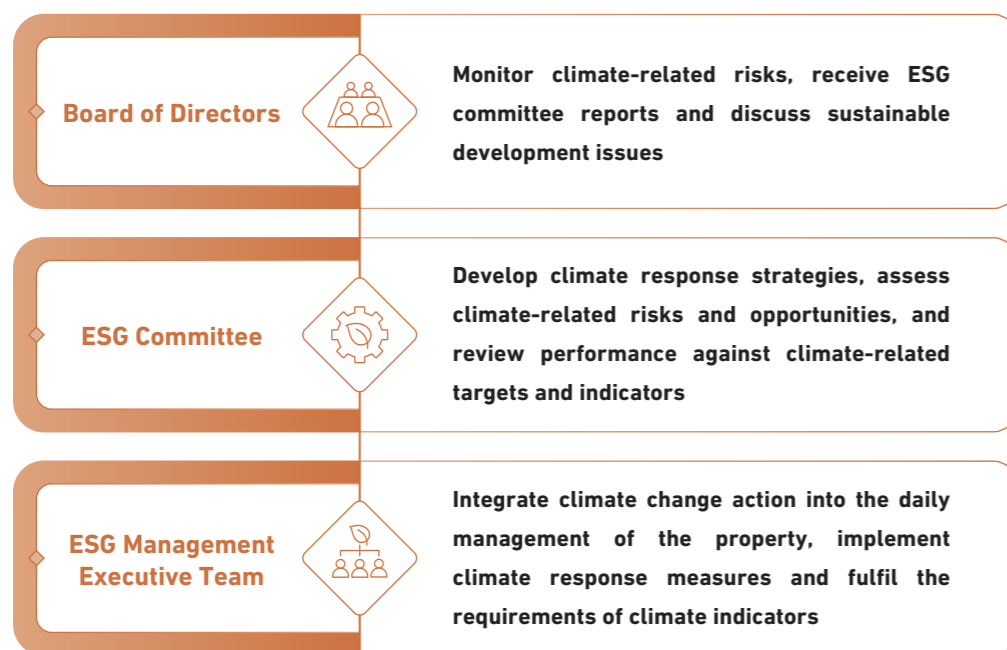 Board of Directors
Monitor climate-related risks, receive ESG
committee reports and discuss sustainable
development issues
ESG Committee
Develop climate response strategies, assess
climate-related risks and opportunities, and
review performance against climate-related
targets and indicators
ESG Management
Executive Team
Integrate climate change action into the daily
management of the property, implement
climate response measures and fulfil the
requirements of climate indicators